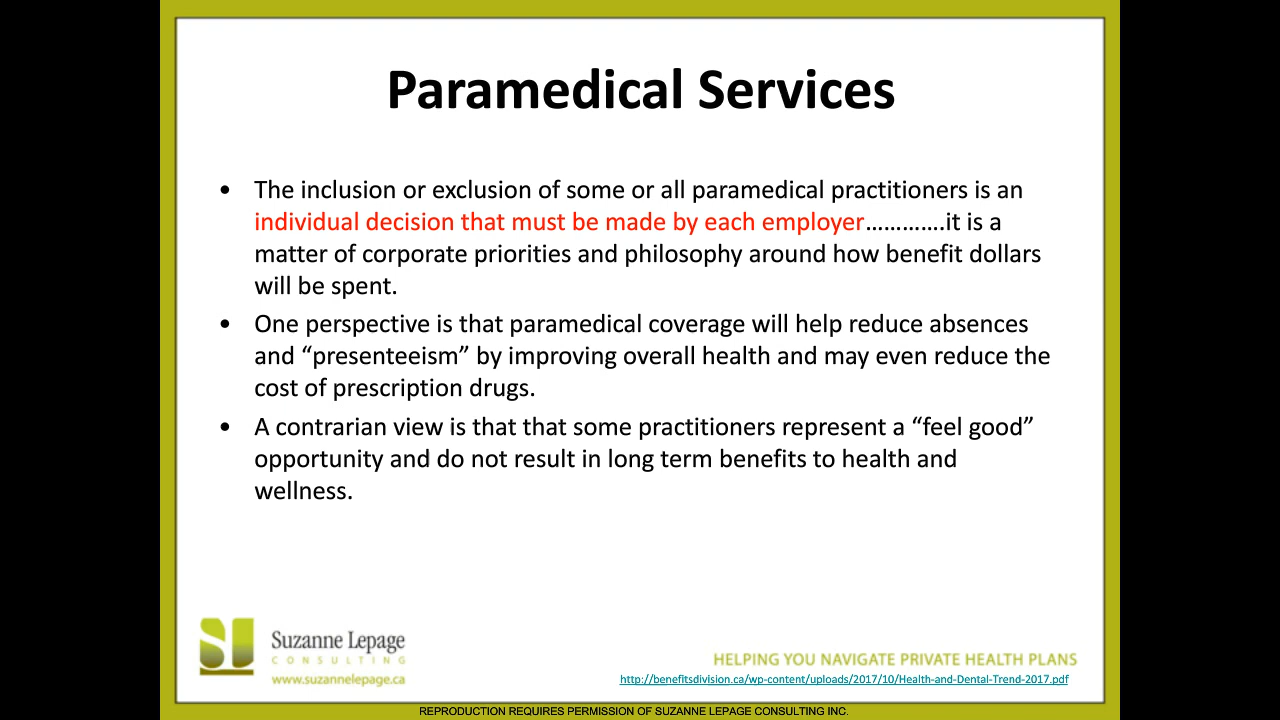 Paramedical Services
• The inclusion or exclusion of some or all paramedical practitioners is an
individual decision that must be made by each employer………….it is a
matter of corporate priorities and philosophy around how benefit dollars
will be spent.
• One perspective is that paramedical coverage will help reduce absences
and “presenteeism” by improving overall health and may even reduce the
cost of prescription drugs.
• A contrarian view is that that some practitioners represent a “feel good”
opportunity and do not result in long term benefits to health and
wellness.
SL
Suzanne Lepage
CONSULTING
www.suzannelepage.ca
HELPING YOU NAVIGATE PRIVATE HEALTH PLANS
http://benefitsdivision.ca/wp-content/uploads/2017/10/Health-and-Dental-Trend-2017.pdf
REPRODUCTION REQUIRES PERMISSION OF SUZANNE LEPAGE CONSULTING INC.